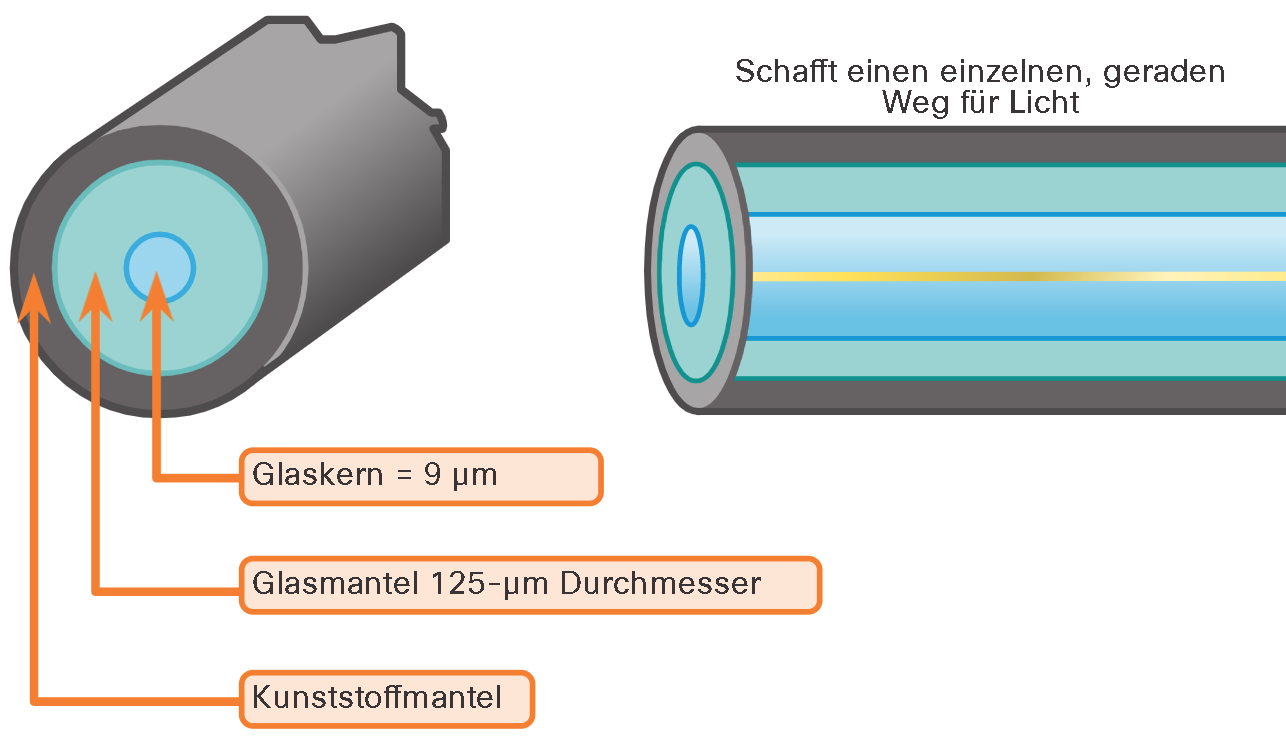 Schafft einen einzelnen, geraden
Weg für Licht
Glaskern = 9 µm
Glasmantel 125-µm Durchmesser
Kunststoffmantel